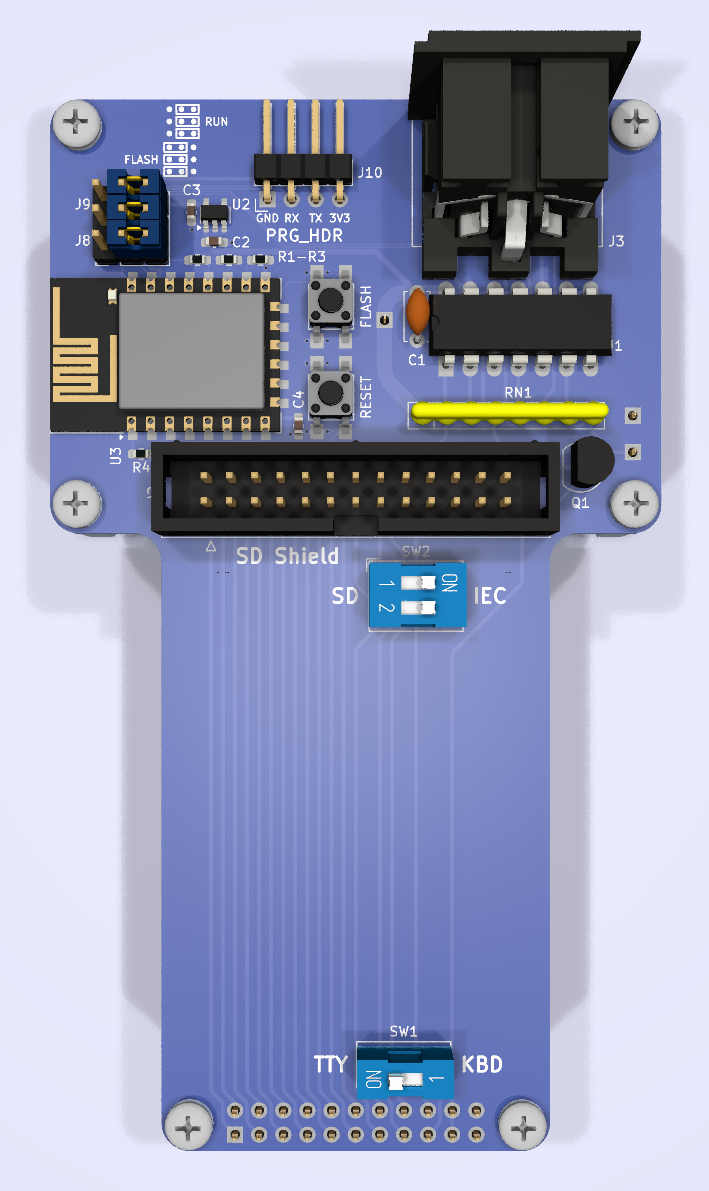 RUN
FLASH
J10
J9
J8
C3
U2
C2
GND RX TX 3V3
PRG_HDR
R1-R3
J3
FLASH
C1
RESET
C4
RN1
U3
R4
Q1
SD Shield
SW2
SD
1
2
ON
IEC
SW1
TTY
ON
1
KBD